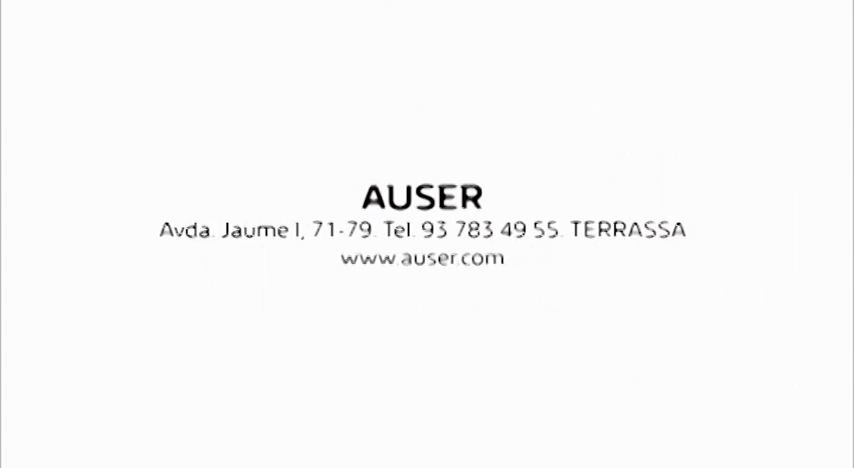 AUSER
Avda. Jaume I, 71-79. Tel. 93 783 49 55. TERRASSA
www.auser.com